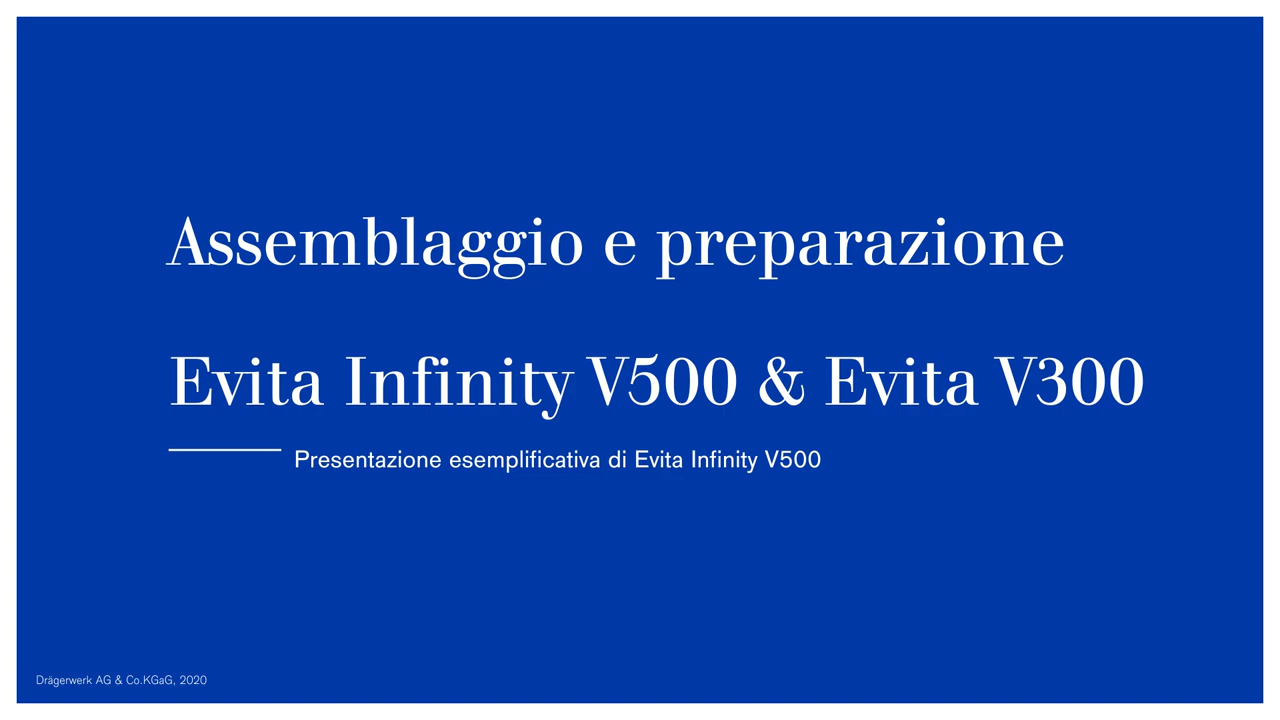 Assemblaggio e preparazione
Evita Infinity V500 & Evita V300
Presentazione esemplificativa di Evita Infinity V500
Drägerwerk AG & Co.KGaG, 2020